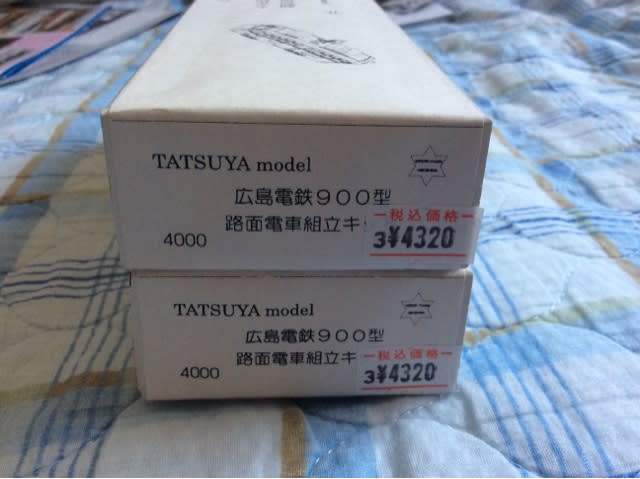 TATSUYA model
広島電鉄900型
路面電車組立キ
税込価格
4000
3¥4320
TATSUYA model
広島電鉄900型
路面電車組立キ
税込価格
4000
3¥4320